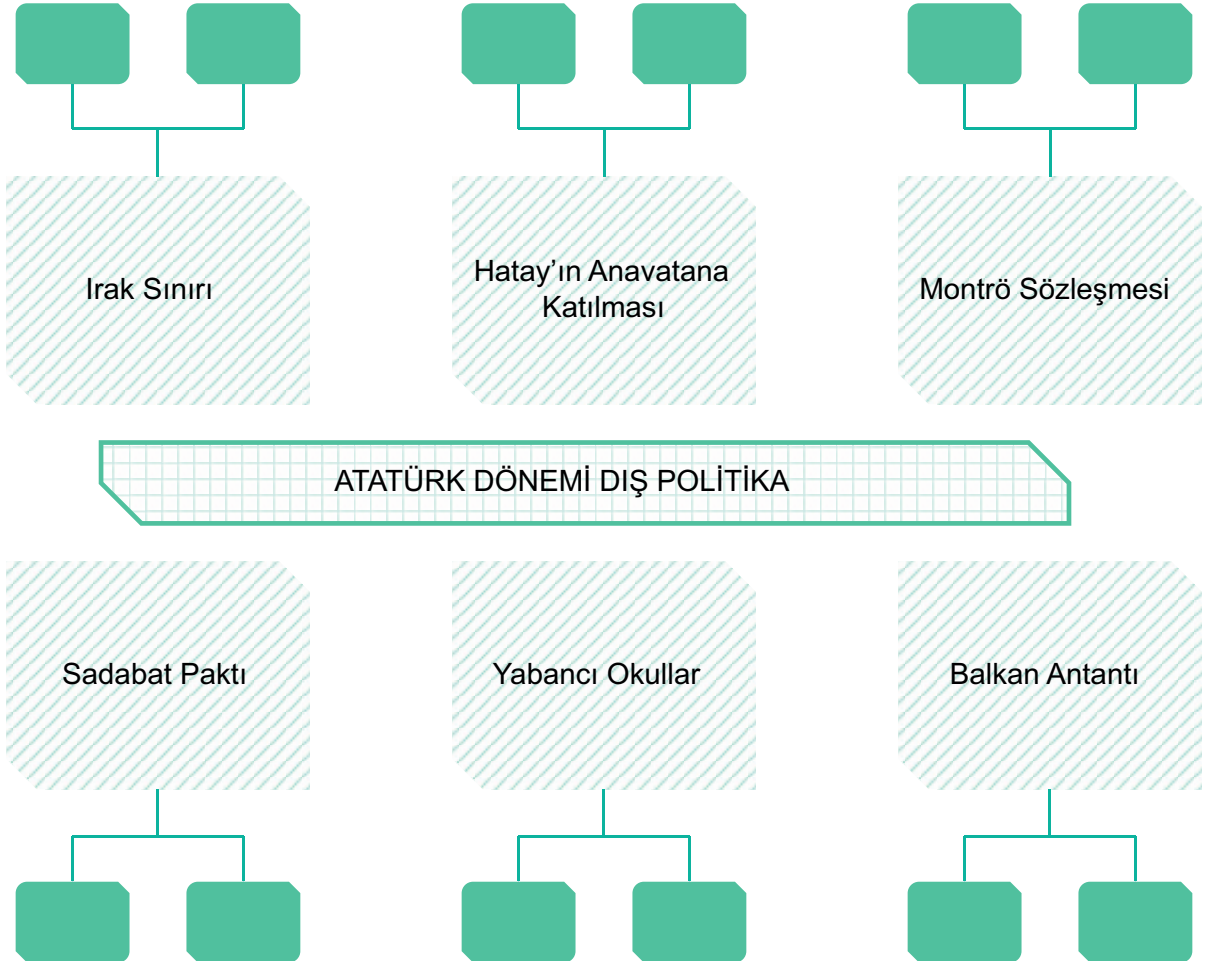 Irak Sınırı
Hatay’ın Anavatana
Katılması
Montrö Sözleşmesi
ATATÜRK DÖNEMİ DIŞ POLİTİKA
Sadabat Paktı
Yabancı Okullar
Balkan Antantı